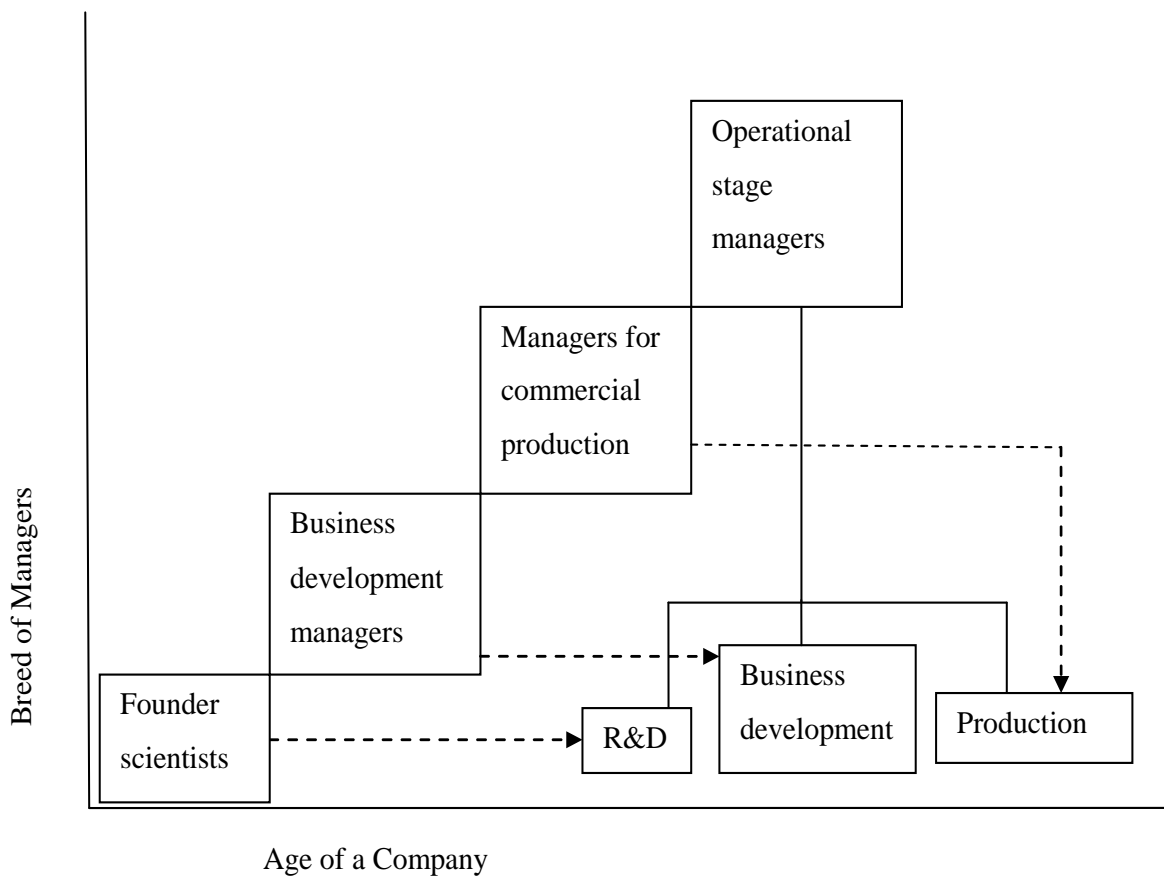 Operational
stage
managers
Managers for
commercial
production
Business
development
managers
Founder
scientists
R&D
Business
development
Production
Breed of Managers
Age of a Company